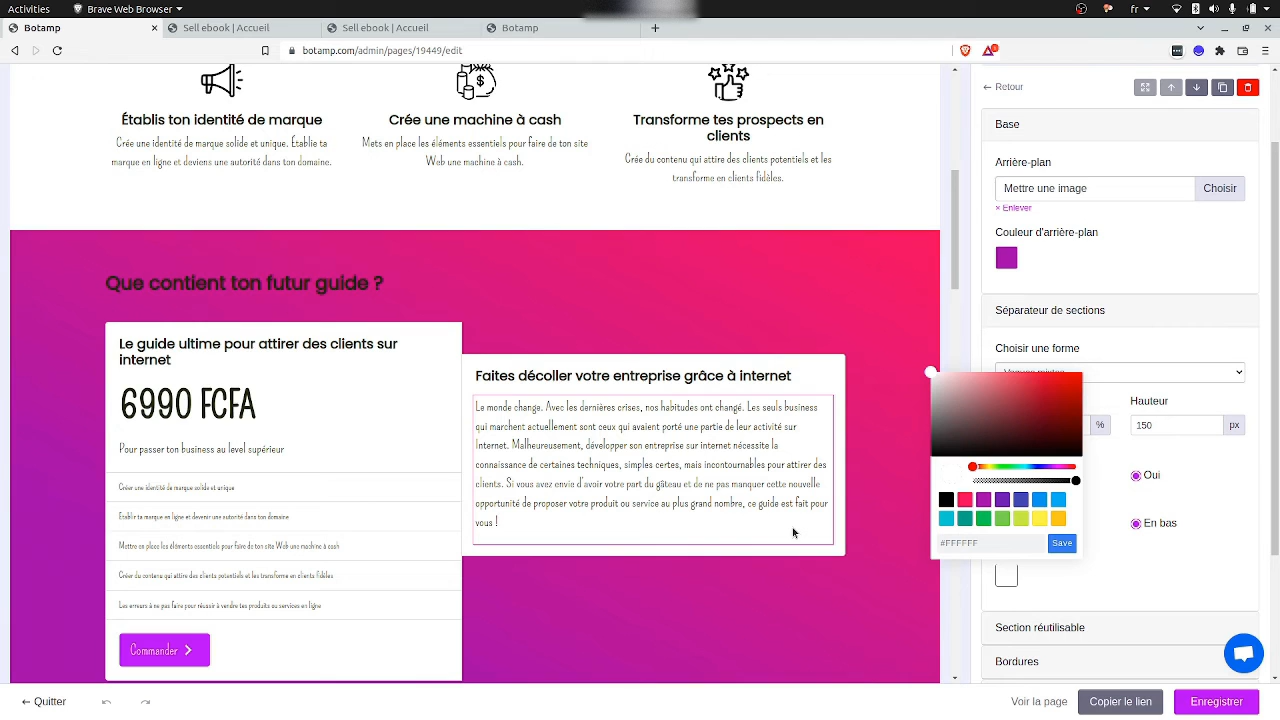 Activities
Brave Web Browser
fr
Botamp
Sell ebook | Accueil
Sell ebook | Accueil
Botamp
botamp.com/admin/pages/19449/edit
Établis ton identité de marque
Crée une identité de marque solide et unique. Établie ta
marque en ligne et deviens une autorité dans ton domaine.
Crée une machine à cash
Mets en place les éléments essentiels pour faire de ton site
Web une machine à cash.
Transforme tes prospects en
clients
Crée du contenu qui attire des clients potentiels et les
transforme en clients fidèles.
Que contient ton futur guide ?
Le guide ultime pour attirer des clients sur
internet
6990 FCFA
Pour passer ton business au level supérieur
Créer une identité de marque solide et unique
Etablir ta marque en ligne et devenir une autorité dans ton domaine
Mettre en place les éléments essentiels pour faire de ton site Web une machine à cash
Créer du contenu qui attire des clients potentiels et les transforme en clients fidèles
Les erreurs à ne pas faire pour réussir à vendre tes produits ou services en ligne
Commander
Faites décoller votre entreprise grâce à internet
Le monde change. Avec les dernières crises, nos habitudes ont changé. Les seuls business
qui marchent actuellement sont ceux qui avaient porté une partie de leur activité sur
Internet. Malheureusement, développer son entreprise sur internet nécessite la
connaissance de certaines techniques, simples certes, mais incontournables pour attirer des
clients. Si vous avez envie d'avoir votre part du gâteau et de ne pas manquer cette nouvelle
opportunité de proposer votre produit ou service au plus grand nombre, ce guide est fait pour
vous !
← Retour
Base
Arrière-plan
Mettre une image
Choisir
× Enlever
Couleur d'arrière-plan
Séparateur de sections
Choisir une forme
Hauteur
%
150
px
Oui
En bas
#FFFFFF
Save
Section réutilisable
Bordures
← Quitter
Voir la page
Copier le lien
Enregistrer